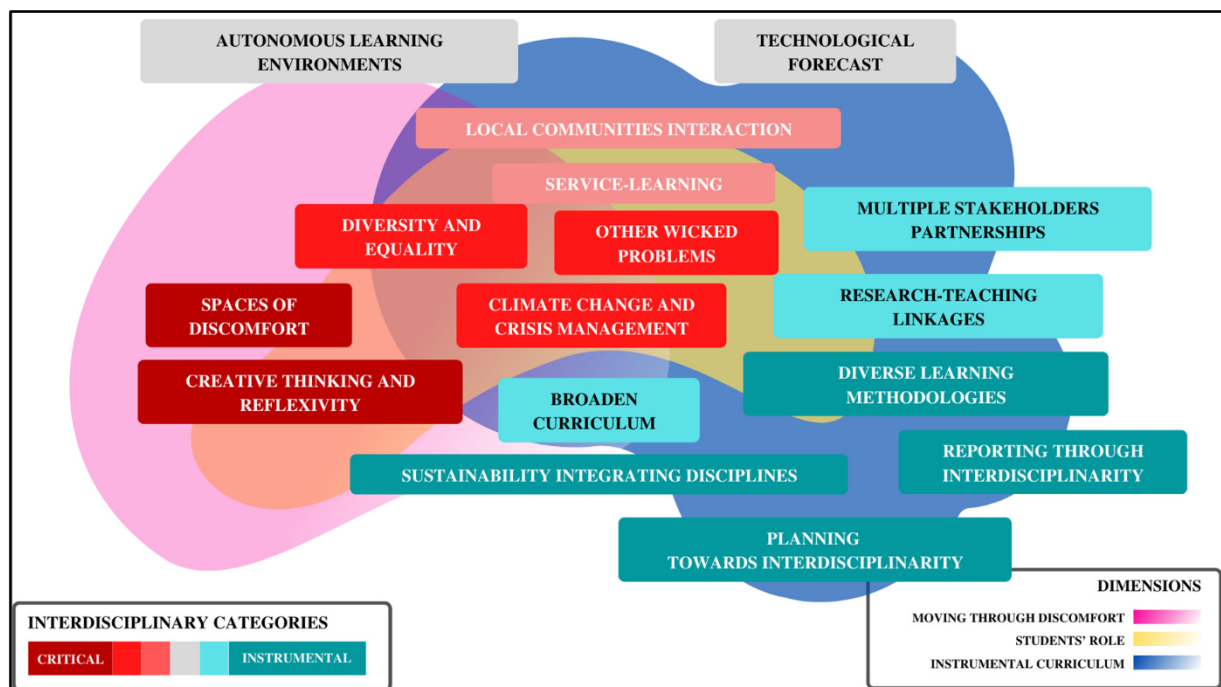 AUTONOMOUS LEARNING
ENVIRONMENTS
TECHNOLOGICAL
FORECAST
LOCAL COMMUNITIES INTERACTION
SERVICE-LEARNING
DIVERSITY AND
EQUALITY
OTHER WICKED
PROBLEMS
MULTIPLE STAKEHOLDERS
PARTNERSHIPS
SPACES OF
DISCOMFORT
CLIMATE CHANGE AND
CRISIS MANAGEMENT
RESEARCH-TEACHING
LINKAGES
CREATIVE THINKING AND
REFLEXIVITY
BROADEN
CURRICULUM
DIVERSE LEARNING
METHODOLOGIES
SUSTAINABILITY INTEGRATING DISCIPLINES
REPORTING THROUGH
INTERDISCIPLINARITY
PLANNING
TOWARDS INTERDISCIPLINARITY
INTERDISCIPLINARY CATEGORIES
CRITICAL
INSTRUMENTAL
DIMENSIONS
MOVING THROUGH DISCOMFORT
STUDENTS' ROLE
INSTRUMENTAL CURRICULUM